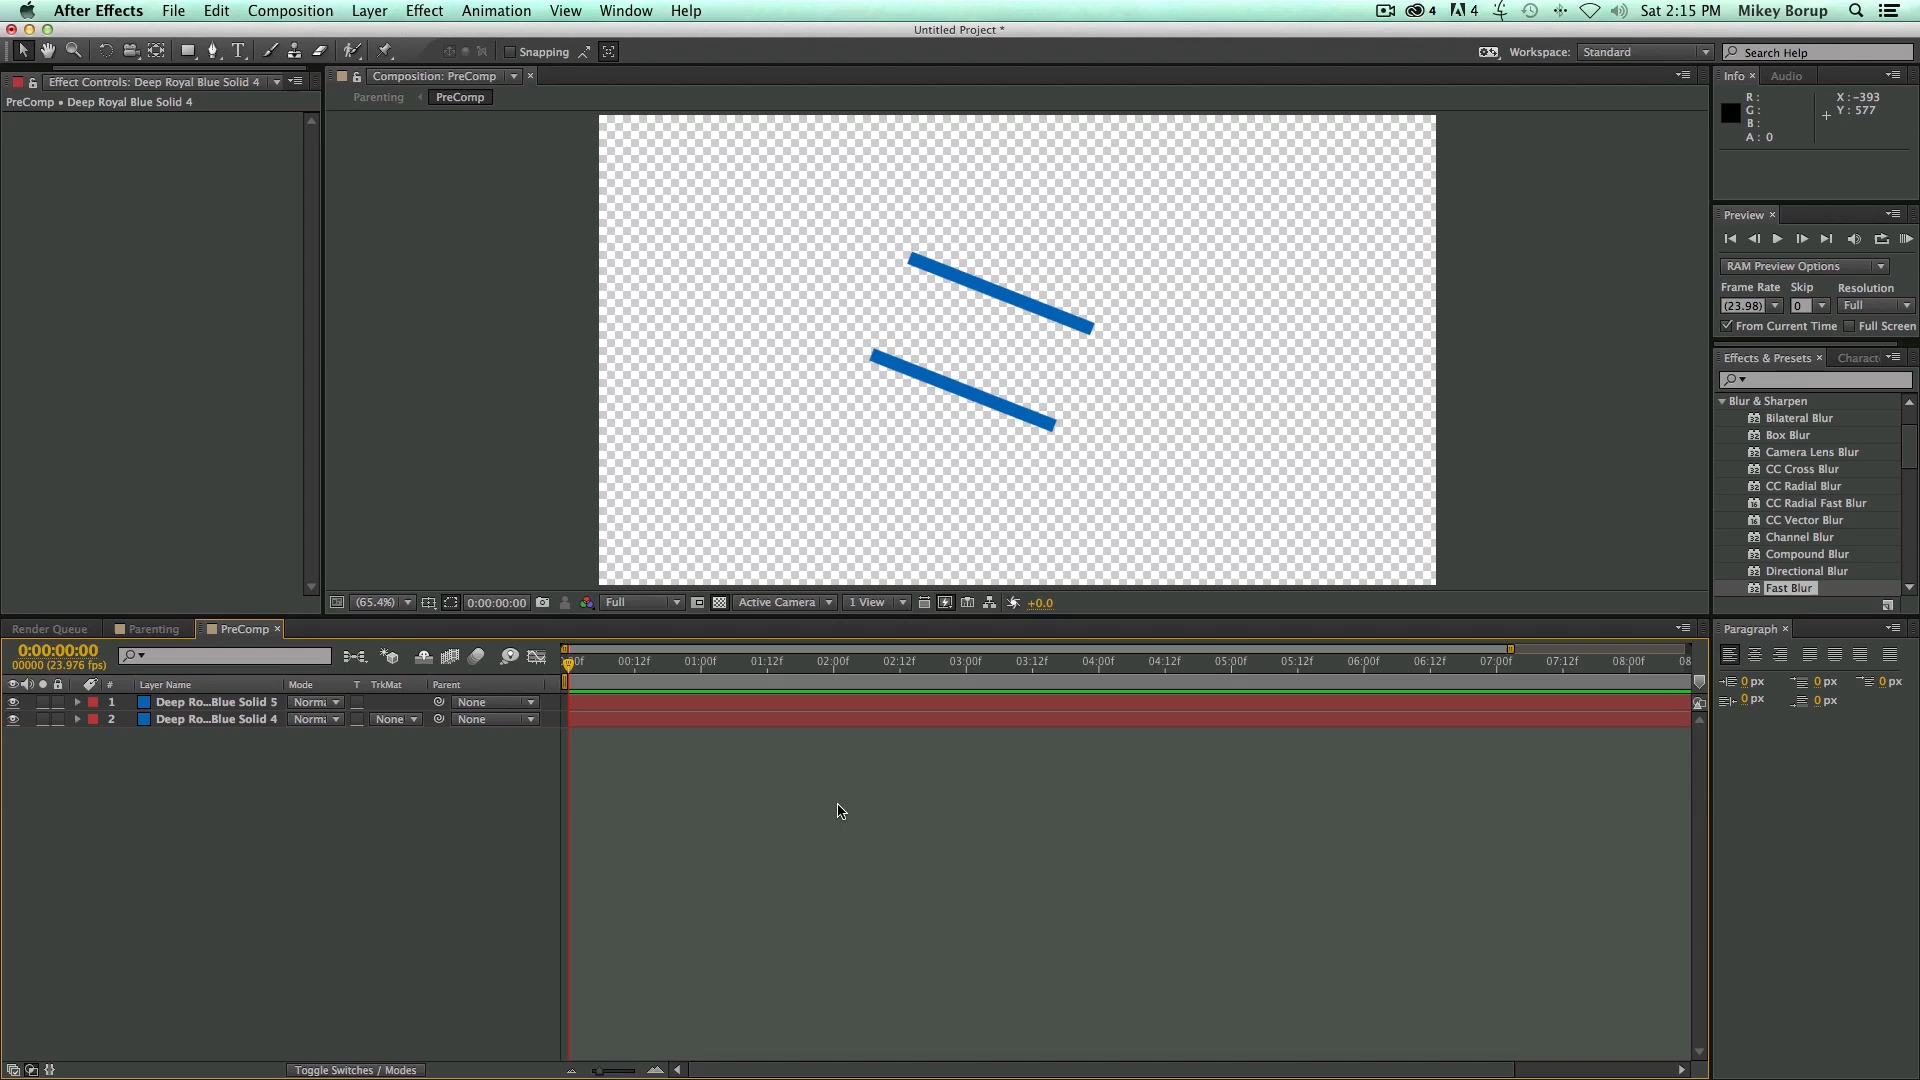 After Effects File Edit Composition Layer Effect Animation View Window Help 4 4 Sat 2:15 PM Mikey Borup
Untitled Project *
T Snapping Workspace: Standard Search Help
Effect Controls: Deep Royal Blue Solid 4
PreComp • Deep Royal Blue Solid 4
Composition: PreComp ×
Parenting PreComp
Info × Audio
R :
G :
B :
A : 0
X : -393
Y : 577
Preview ×
RAM Preview Options
Frame Rate Skip Resolution
(23.98) 0 Full
From Current Time Full Screen
Effects & Presets × Charact
Blur & Sharpen
Bilateral Blur
Box Blur
Camera Lens Blur
CC Cross Blur
CC Radial Blur
CC Radial Fast Blur
CC Vector Blur
Channel Blur
Compound Blur
Directional Blur
Fast Blur
(65.4%) 0:00:00:00 Full Active Camera 1 View +0.0
Render Queue Parenting PreComp ×
0:00:00:00
00000 (23.976 fps)
00f 00:12f 01:00f 01:12f 02:00f 02:12f 03:00f 03:12f 04:00f 04:12f 05:00f 05:12f 06:00f 06:12f 07:00f 07:12f 08:00f 08
# Layer Name Mode T TrkMat Parent
1 Deep Ro...Blue Solid 5 Norma None
2 Deep Ro...Blue Solid 4 Norma None None
Paragraph ×
0 px 0 px 0 px
0 px 0 px
Toggle Switches / Modes